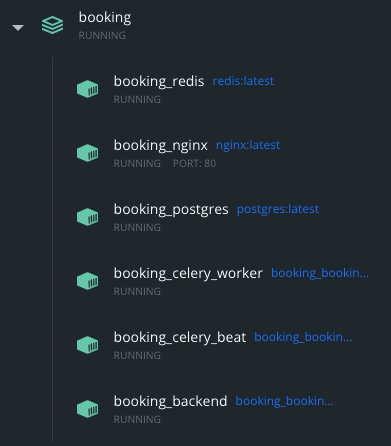 booking
RUNNING
booking_redis redis:latest
RUNNING
booking_nginx nginx:latest
RUNNING PORT: 80
booking_postgres postgres:latest
RUNNING
booking_celery_worker booking_bookin...
RUNNING
booking_celery_beat booking_bookin...
RUNNING
booking_backend booking_bookin...
RUNNING